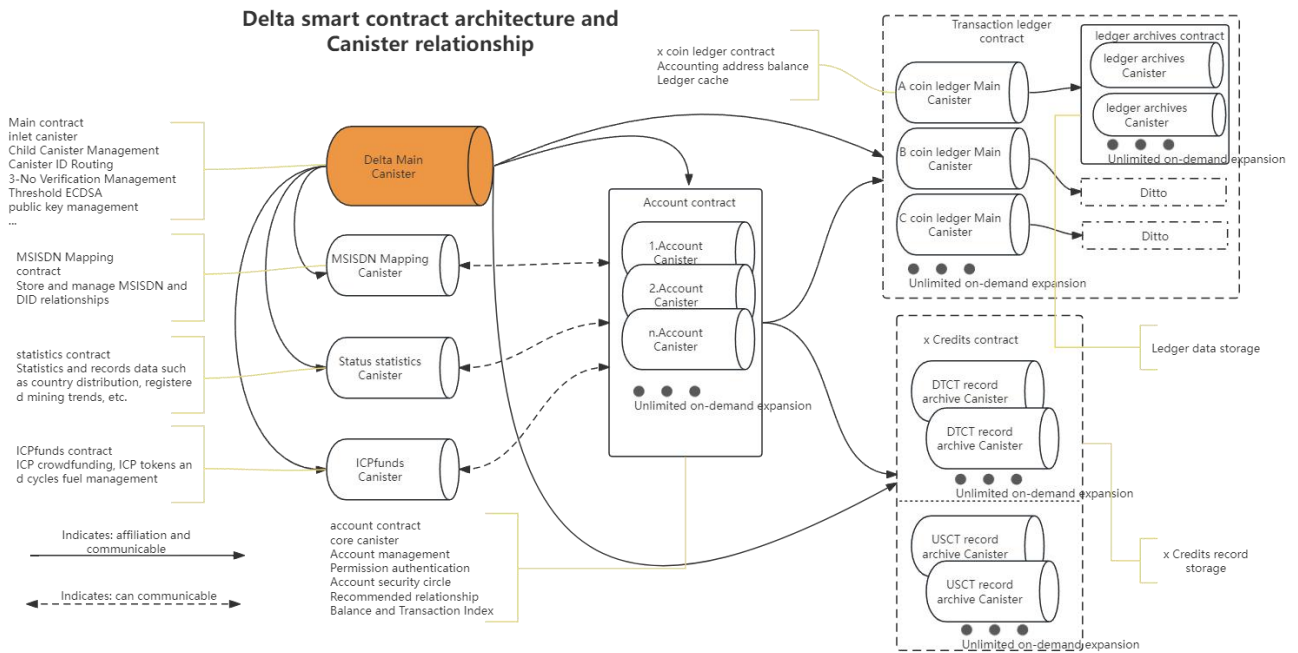 Delta smart contract architecture and
Canister relationship
Main contract
inlet canister
Child Canister Management
Canister ID Routing
3-No Verification Management
Threshold ECDSA
public key management
...
Delta Main
Canister
MSISDN Mapping
contract
Store and manage MSISDN and
DID relationships
MSISDN Mapping
Canister
statistics contract
Statistics and records data such
as country distribution, registere
d mining trends, etc.
Status statistics
Canister
ICPfunds contract
ICP crowdfunding, ICP tokens an
d cycles fuel management
ICPfunds
Canister
Indicates: affiliation and
communicable
Indicates: can communicable
account contract
core canister
Account management
Permission authentication
Account security circle
Recommended relationship
Balance and Transaction Index
Account contract
1.Account
Canister
2.Account
Canister
n.Account
Canister
Unlimited on-demand expansion
x coin ledger contract
Accounting address balance
Ledger cache
Transaction ledger
contract
A coin ledger Main
Canister
B coin ledger Main
Canister
C coin ledger Main
Canister
Unlimited on-demand expansion
ledger archives contract
ledger archives
Canister
ledger archives
Canister
Unlimited on-demand expansion
Ditto
Ditto
Ledger data storage
x Credits contract
DTCT record
archive Canister
DTCT record
archive Canister
Unlimited on-demand expansion
USCT record
archive Canister
USCT record
archive Canister
Unlimited on-demand expansion
x Credits record
storage